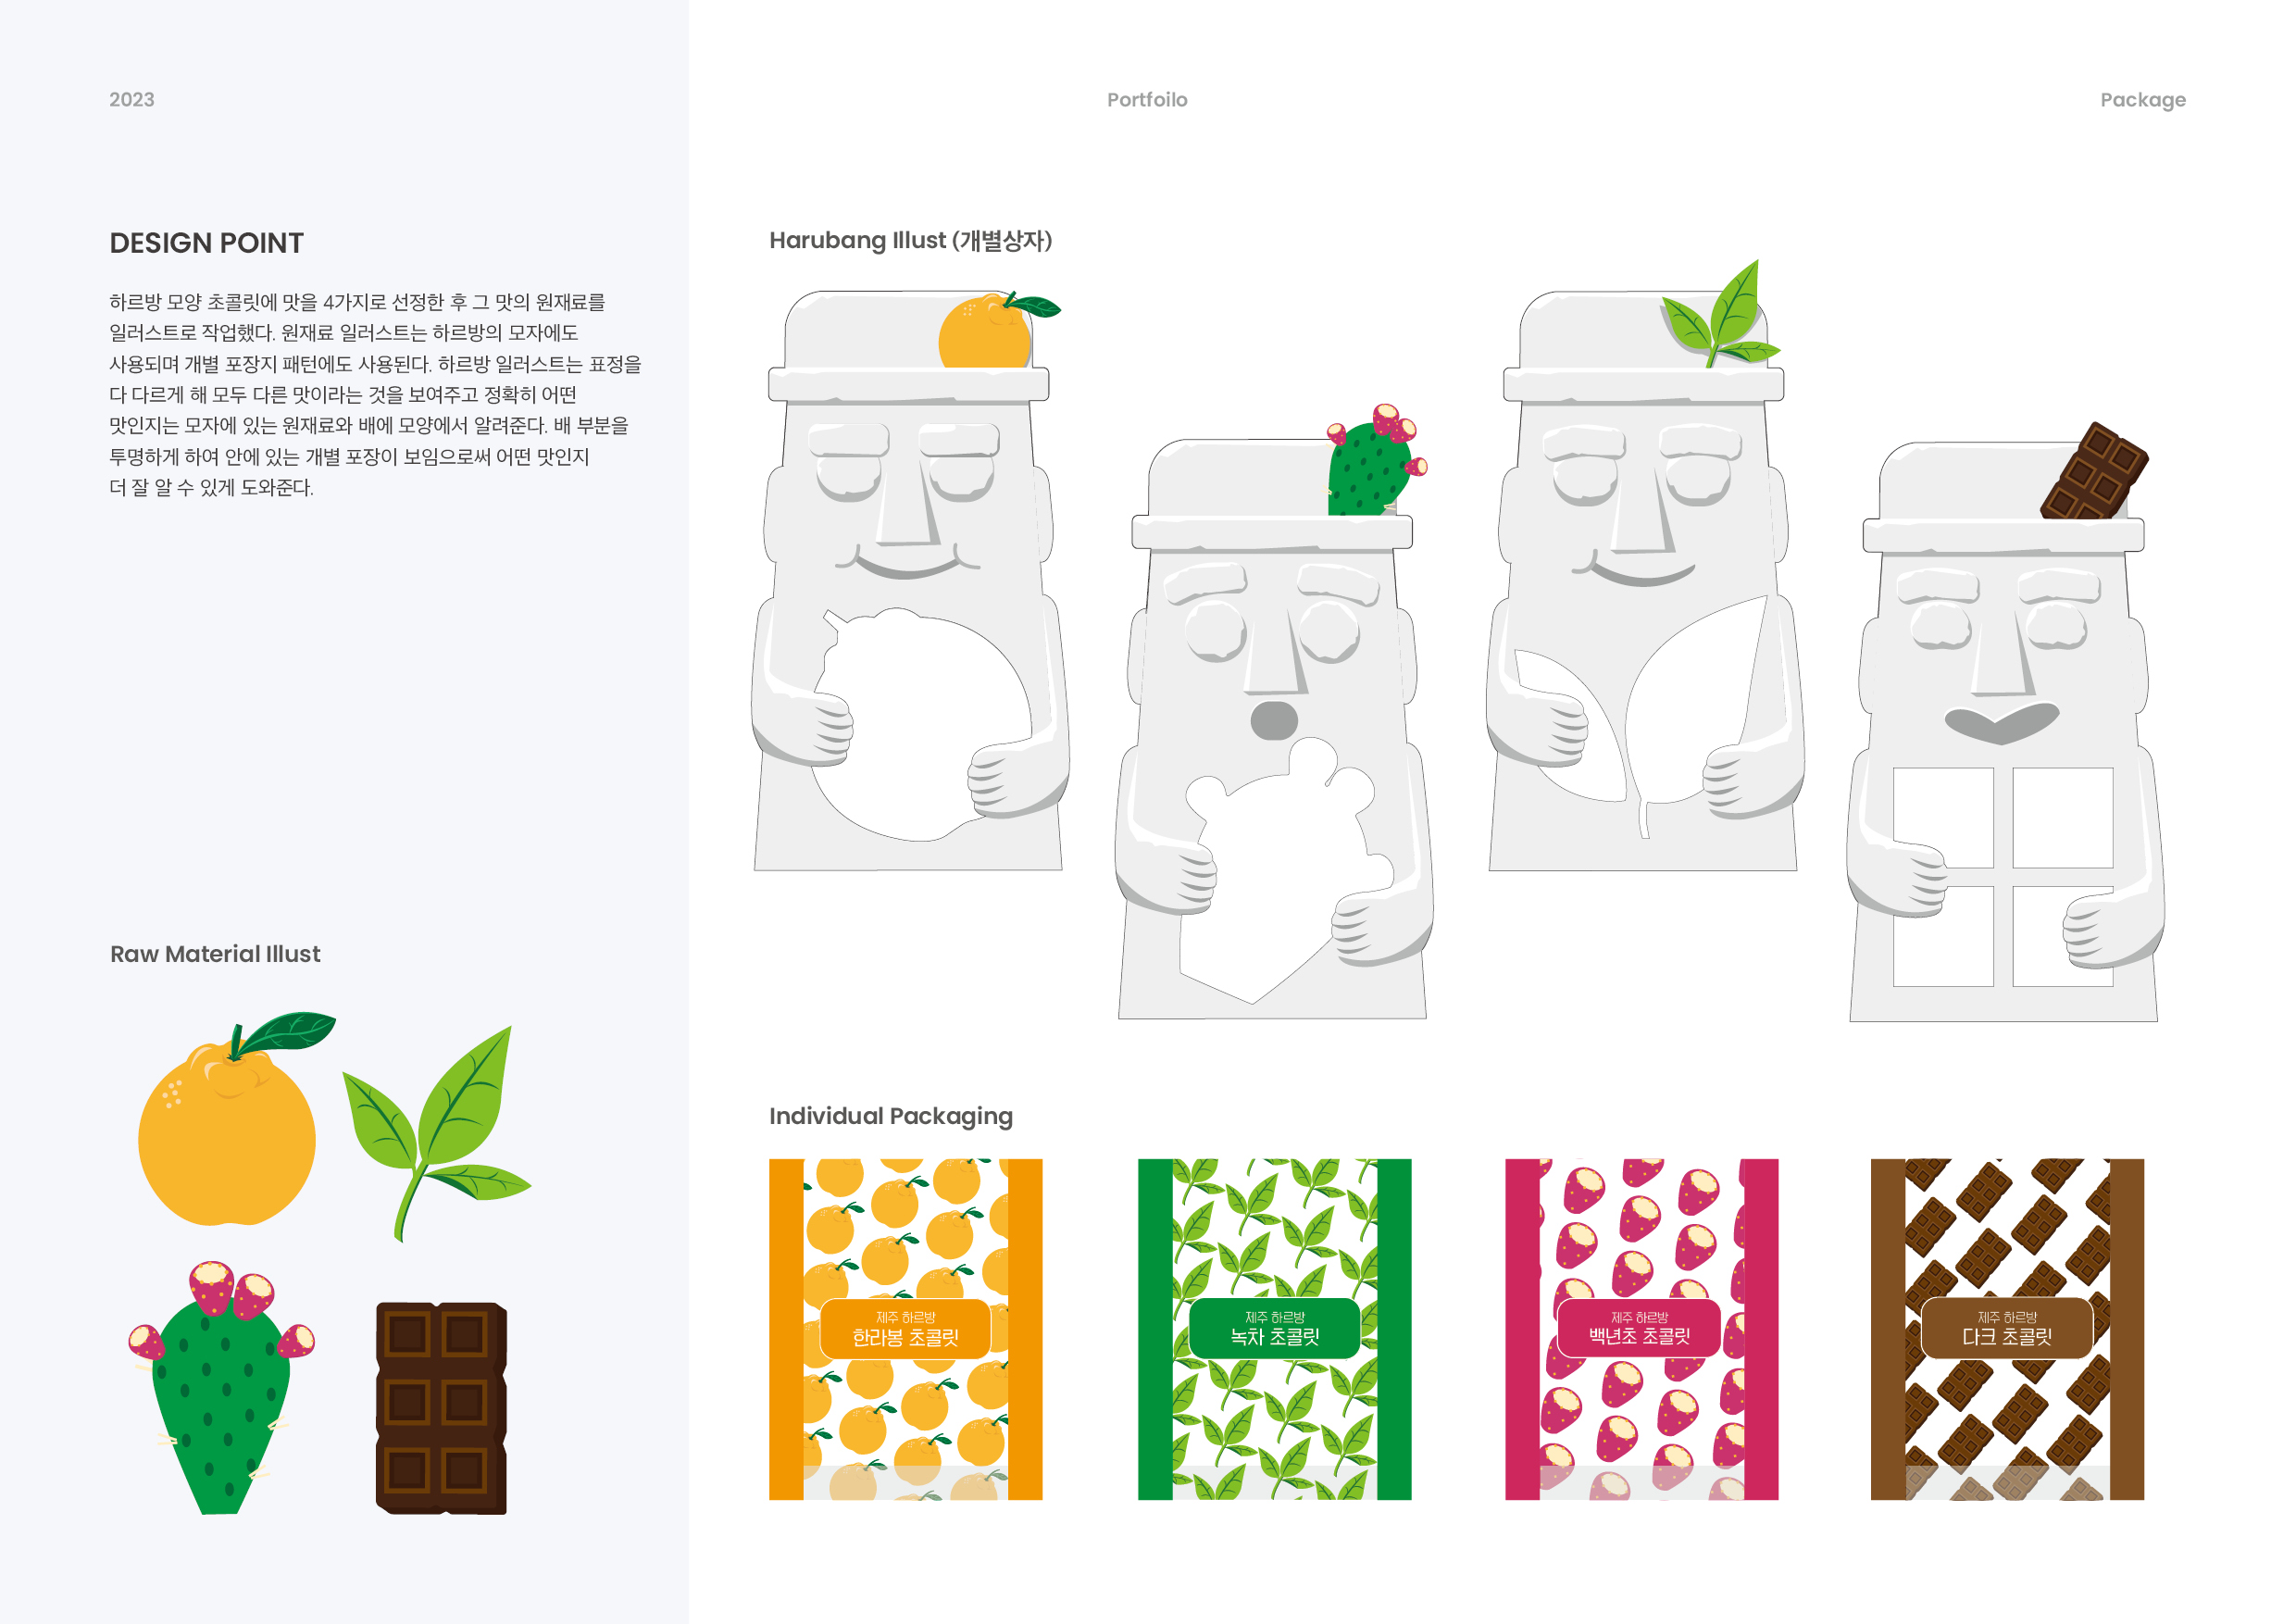 2023
Portfoilo
Package
DESIGN POINT
하르방 모양 초콜릿에 맛을 4가지로 선정한 후 그 맛의 원재료를
일러스트로 작업했다. 원재료 일러스트는 하르방의 모자에도
사용되며 개별 포장지 패턴에도 사용된다. 하르방 일러스트는 표정을
다 다르게 해 모두 다른 맛이라는 것을 보여주고 정확히 어떤
맛인지는 모자에 있는 원재료와 배에 모양에서 알려준다. 배 부분을
투명하게 하여 안에 있는 개별 포장이 보임으로써 어떤 맛인지
더 잘 알 수 있게 도와준다.
Raw Material Illust
Harubang Illust (개별상자)
Individual Packaging
제주 하르방
한라봉 초콜릿
제주 하르방
녹차 초콜릿
제주 하르방
백년초 초콜릿
제주 하르방
다크 초콜릿